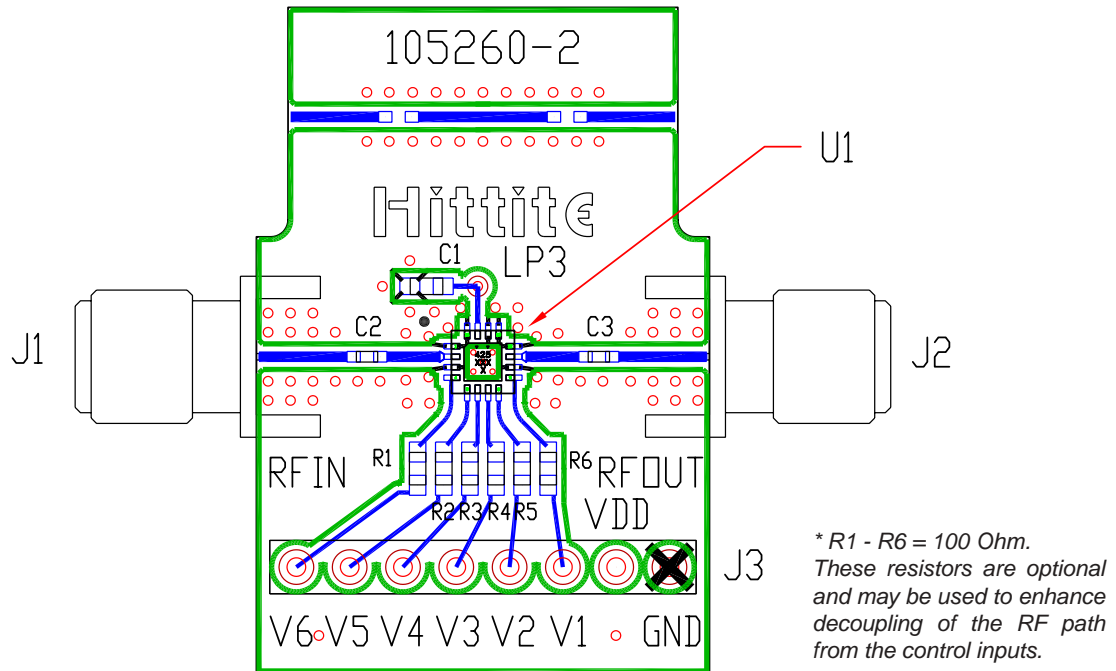 105260-2
U1
Hittite
C1
LP3
C2
C3
J1
J2
425
XXX
X
R1
R6
RFIN
RFOUT
R2 R3 R4 R5
VDD
J3
V6 V5 V4 V3 V2 V1 GND
* R1 - R6 = 100 Ohm.
These resistors are optional
and may be used to enhance
decoupling of the RF path
from the control inputs.